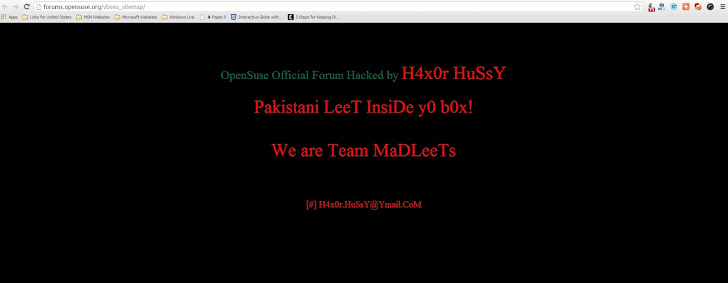 forums.opensuse.org/vbseo_sitemap/
Apps Links for United States MSN Websites Microsoft Websites Windows Live Interactive Globe with... 5 Steps for Keeping
OpenSuse Official Forum Hacked by H4x0r HuSsY
Pakistani LeeT InsiDe y0 b0x!
We are Team MaDLeeTs
[#] H4x0r.HuSsY@Ymail.CoM